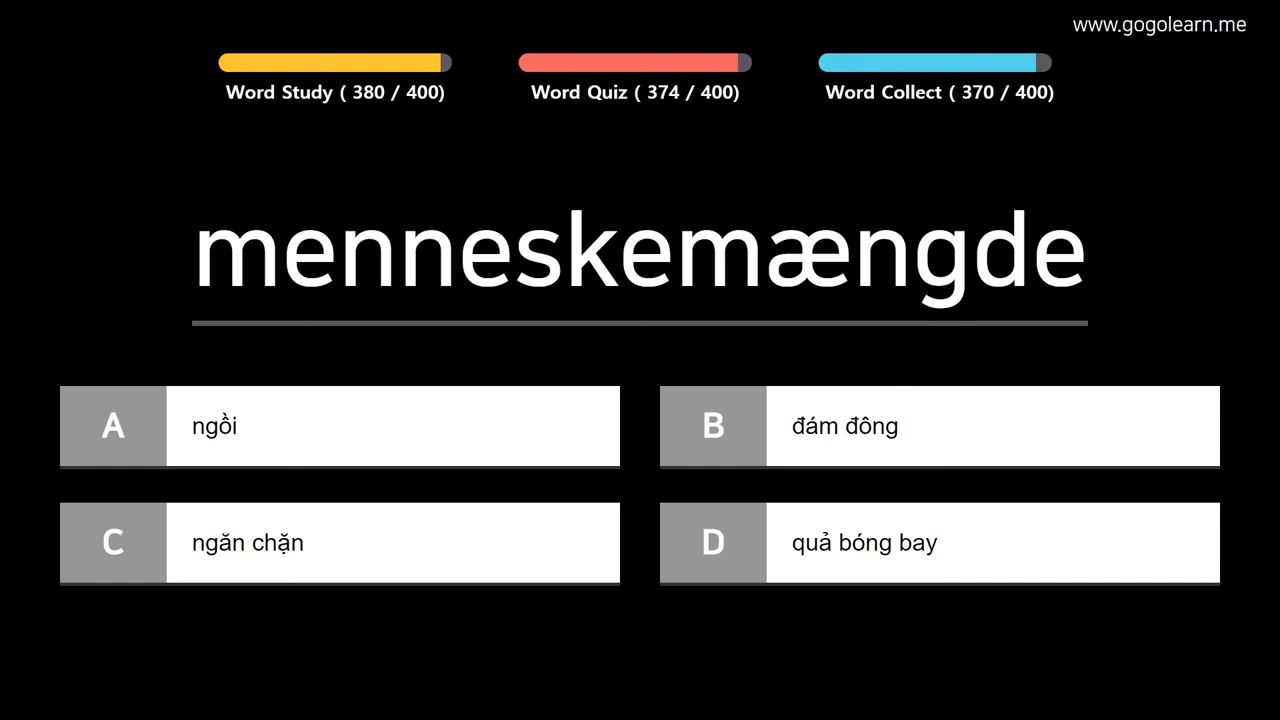 www.gogolearn.me
Word Study ( 380 / 400)
Word Quiz ( 374 / 400)
Word Collect ( 370 / 400)
menneskemængde
A ngồi
B đám đông
C ngăn chặn
D quả bóng bay